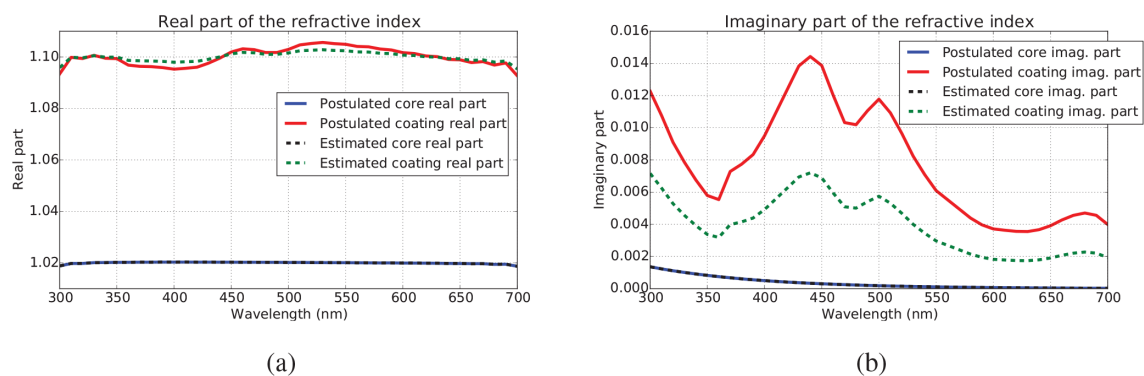 Real part of the refractive index
Real part
1.10
1.08
1.06
1.04
1.02
Postulated core real part
Postulated coating real part
Estimated core real part
Estimated coating real part
300 350 400 450 500 550 600 650 700
Wavelength (nm)
(a)
Imaginary part of the refractive index
Imaginary part
0.016
0.014
0.012
0.010
0.008
0.006
0.004
0.002
0.000
Postulated core imag. part
Postulated coating imag. part
Estimated core imag. part
Estimated coating imag. part
300 350 400 450 500 550 600 650 700
Wavelength (nm)
(b)